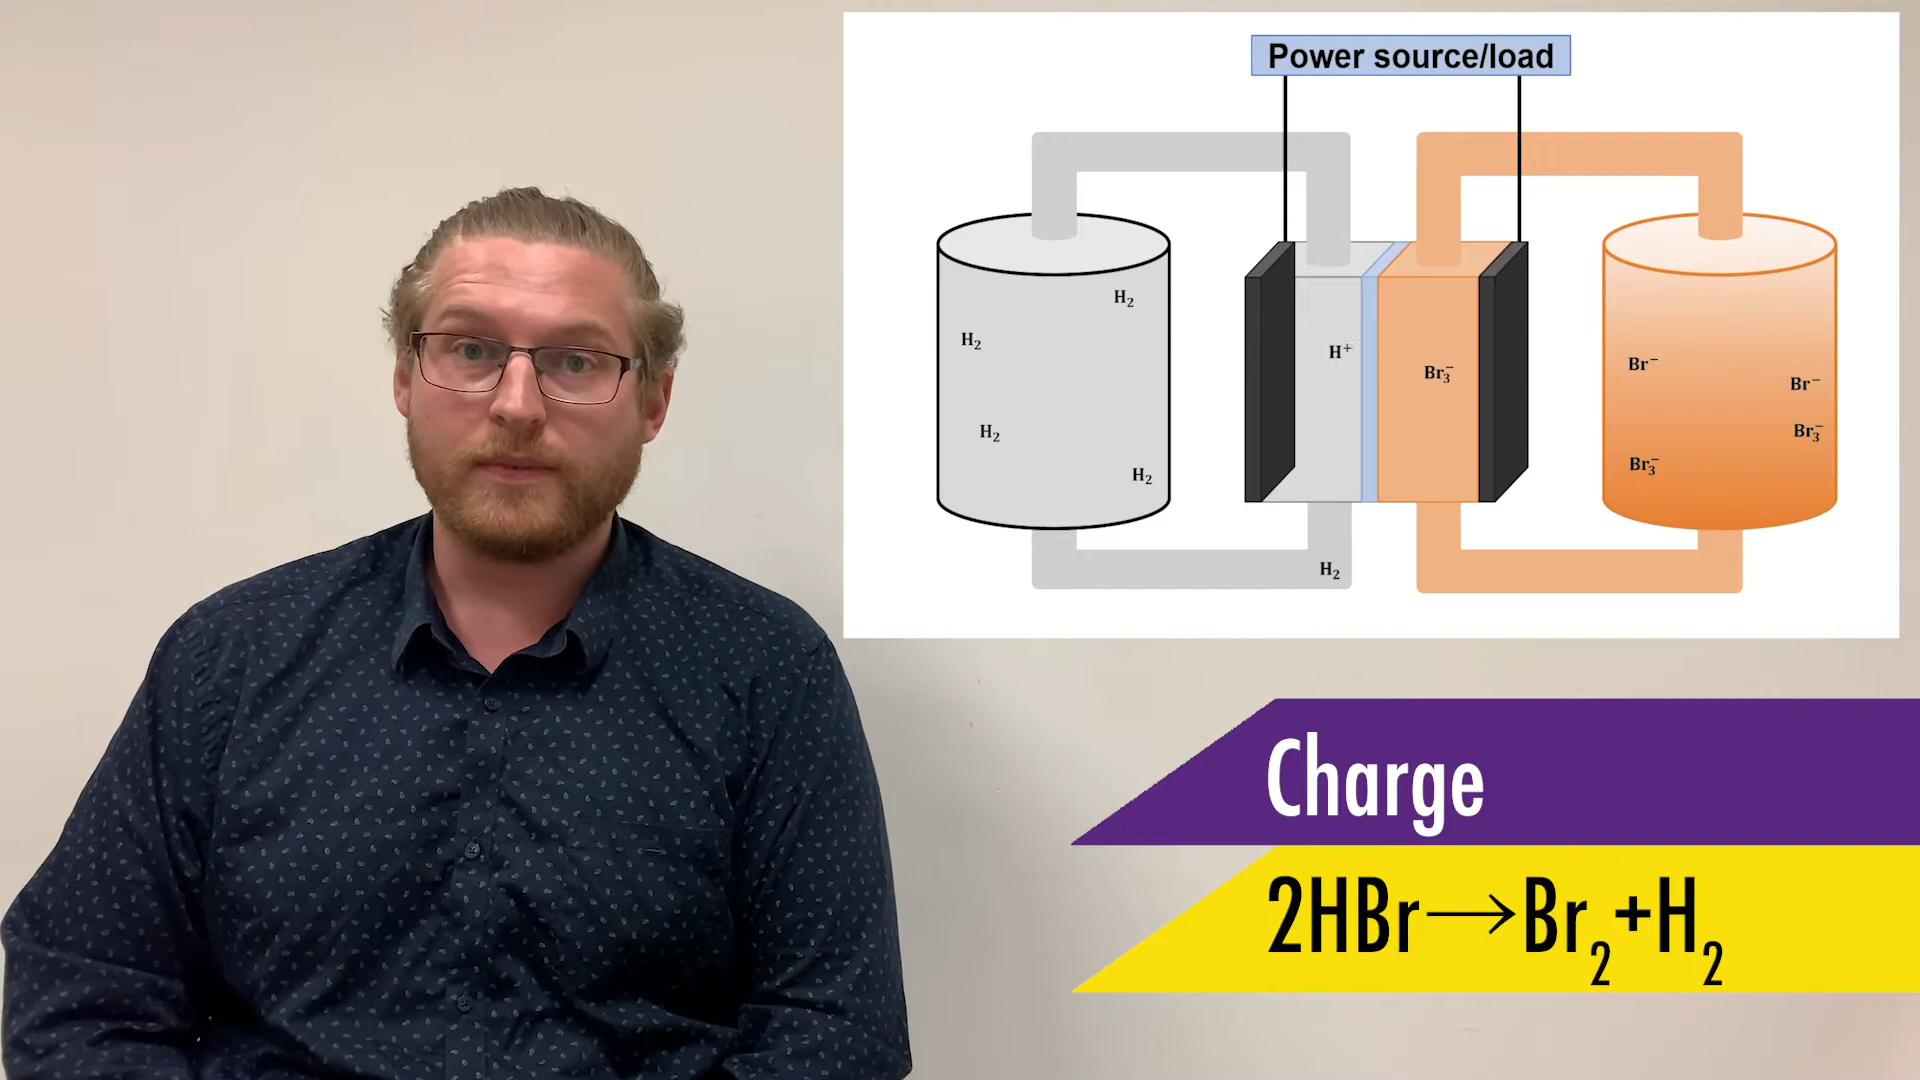 Power source/load
H₂
H₂
H⁺
Br₃⁻
Br⁻
Br⁻
H₂
Br₃⁻
Br₃⁻
H₂
H₂
Charge
2HBr→Br₂+H₂